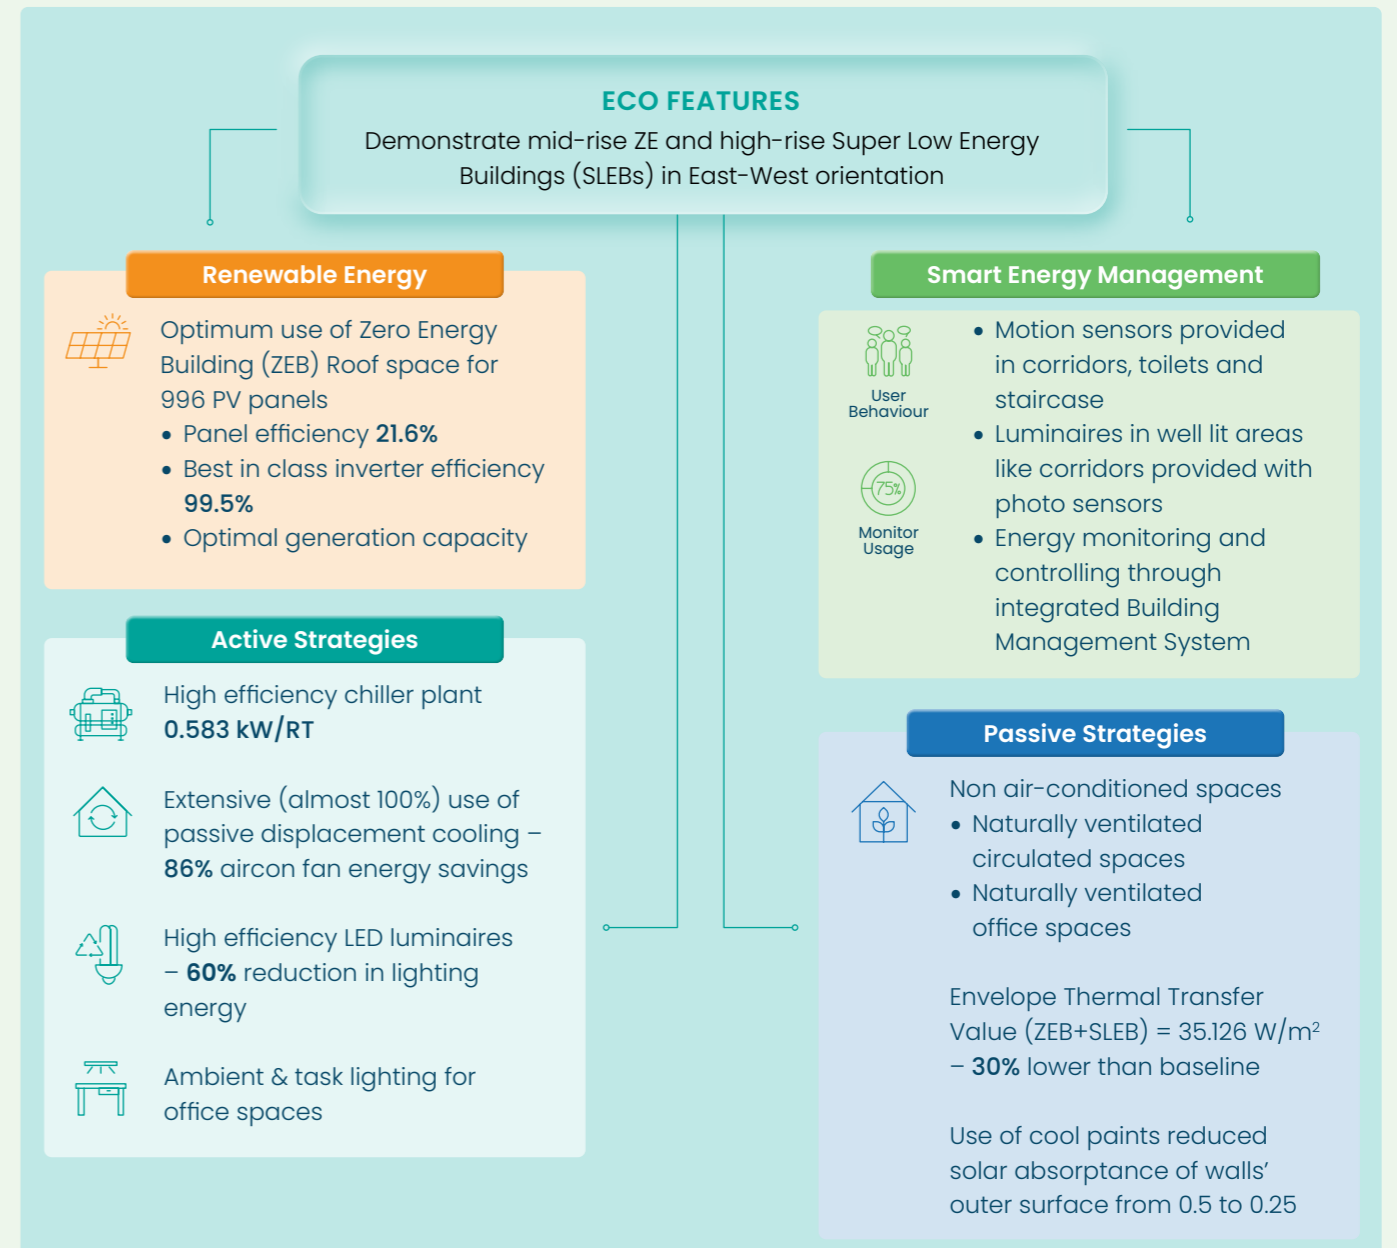 ECO FEATURES
Demonstrate mid-rise ZE and high-rise Super Low Energy
Buildings (SLEBs) in East-West orientation
Renewable Energy
Optimum use of Zero Energy
Building (ZEB) Roof space for
996 PV panels
• Panel efficiency 21.6%
• Best in class inverter efficiency
99.5%
• Optimal generation capacity
Active Strategies
High efficiency chiller plant
0.583 kW/RT
Extensive (almost 100%) use of
passive displacement cooling –
86% aircon fan energy savings
High efficiency LED luminaires
– 60% reduction in lighting
energy
Ambient & task lighting for
office spaces
Smart Energy Management
User
Behaviour
75%
Monitor
Usage
• Motion sensors provided
in corridors, toilets and
staircase
• Luminaires in well lit areas
like corridors provided with
photo sensors
• Energy monitoring and
controlling through
integrated Building
Management System
Passive Strategies
Non air-conditioned spaces
• Naturally ventilated
circulated spaces
• Naturally ventilated
office spaces
Envelope Thermal Transfer
Value (ZEB+SLEB) = 35.126 W/m²
– 30% lower than baseline
Use of cool paints reduced
solar absorptance of walls’
outer surface from 0.5 to 0.25